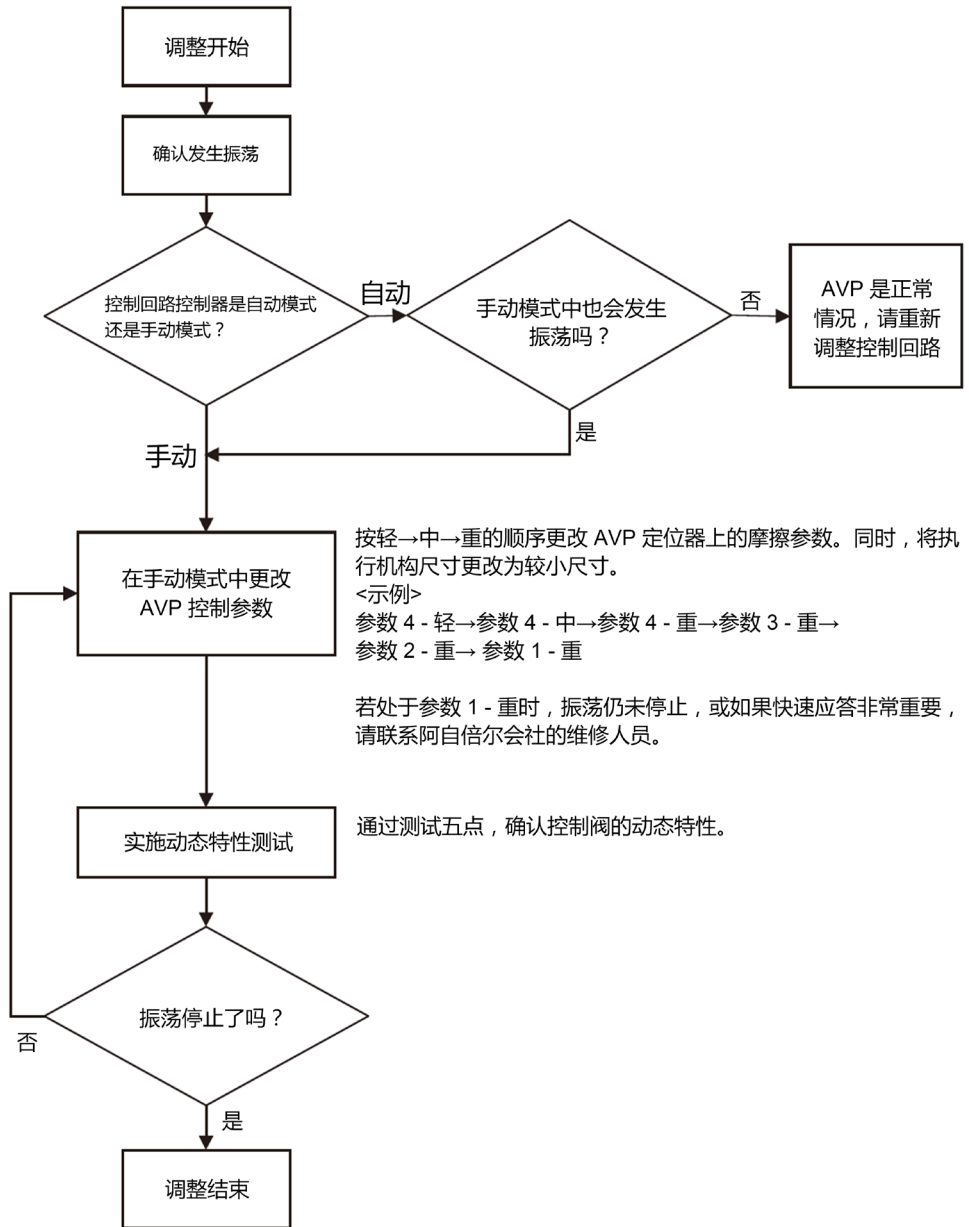 调整开始
确认发生振荡
控制回路控制器是自动模式
还是手动模式？
自动
手动模式中也会发生
振荡吗？
否
AVP 是正常
情况，请重新
调整控制回路
是
手动
在手动模式中更改
AVP 控制参数
按轻→中→重的顺序更改 AVP 定位器上的摩擦参数。同时，将执
行机构尺寸更改为较小尺寸。
<示例>
参数 4 - 轻→参数 4 - 中→参数 4 - 重→参数 3 - 重→
参数 2 - 重→ 参数 1 - 重
若处于参数 1 - 重时，振荡仍未停止，或如果快速应答非常重要，
请联系阿自倍尔会社的维修人员。
实施动态特性测试
通过测试五点，确认控制阀的动态特性。
振荡停止了吗？
否
是
调整结束